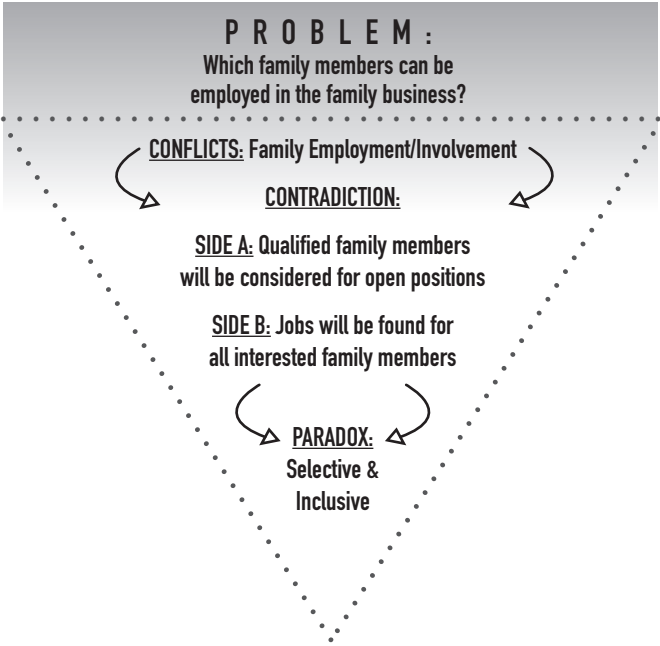 PROBLEM:
Which family members can be
employed in the family business?
CONFLICTS: Family Employment/Involvement
CONTRADICTION:
SIDE A: Qualified family members
will be considered for open positions
SIDE B: Jobs will be found for
all interested family members
PARADOX:
Selective &
Inclusive